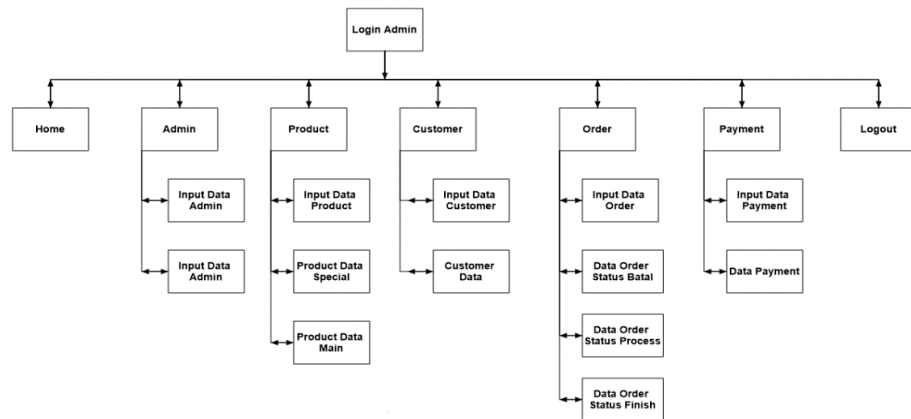 Login Admin
Home
Admin
Product
Customer
Order
Payment
Logout
Input Data
Admin
Input Data
Product
Input Data
Customer
Input Data
Order
Input Data
Payment
Input Data
Admin
Product Data
Special
Customer
Data
Data Order
Status Batal
Data Payment
Product Data
Main
Data Order
Status Process
Data Order
Status Finish